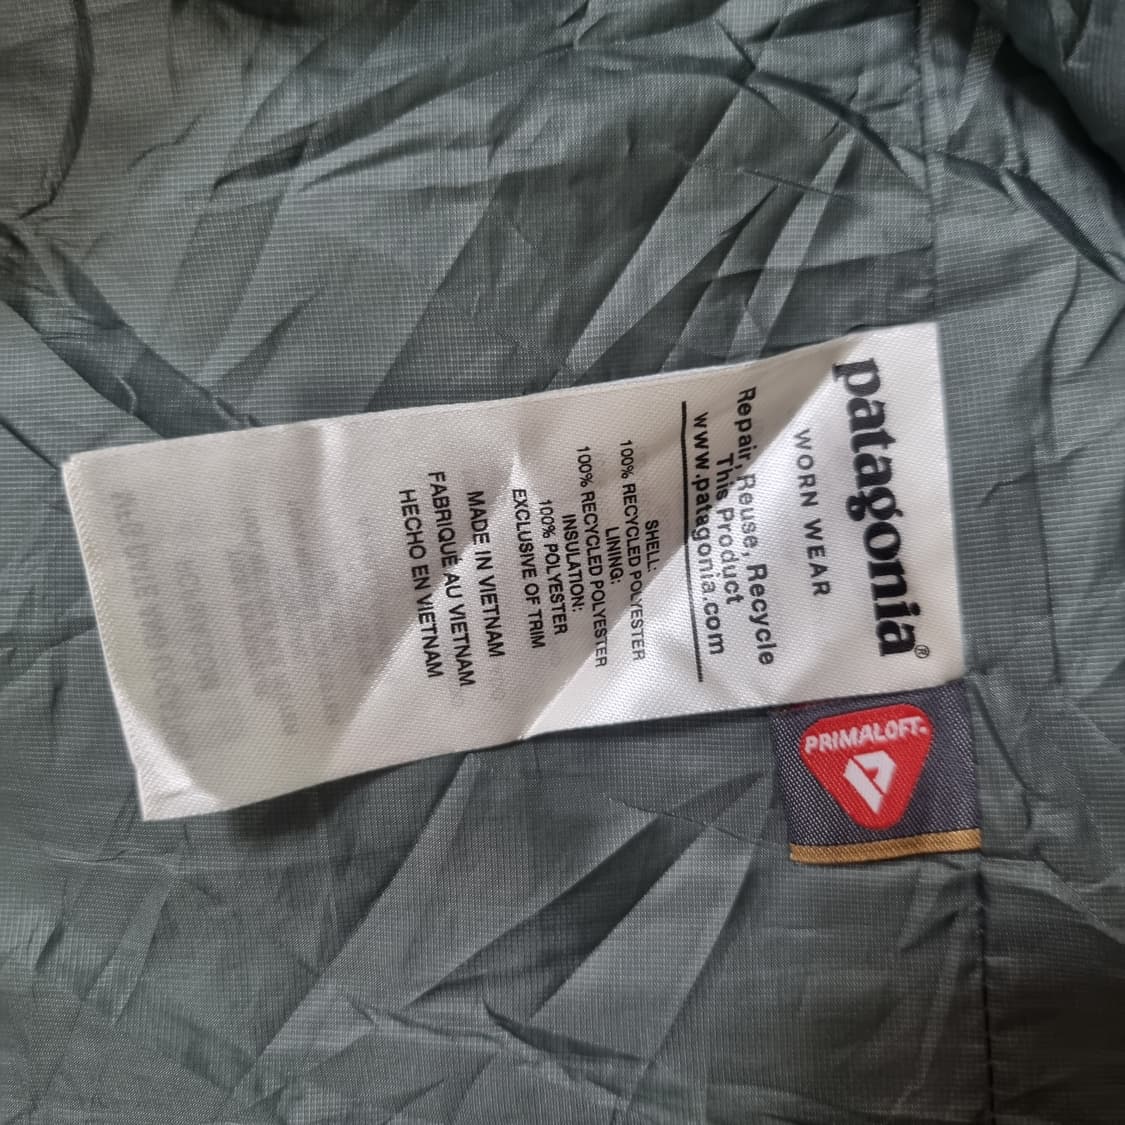 patagonia®
WORN WEAR
Repair, Reuse, Recycle
This Product
www.patagonia.com
SHELL:
100% RECYCLED POLYESTER
LINING:
100% RECYCLED POLYESTER
INSULATION:
100% POLYESTER
EXCLUSIVE OF TRIM
MADE IN VIETNAM
FABRIQUÉ AU VIETNAM
HECHO EN VIETNAM
PRIMALOFT